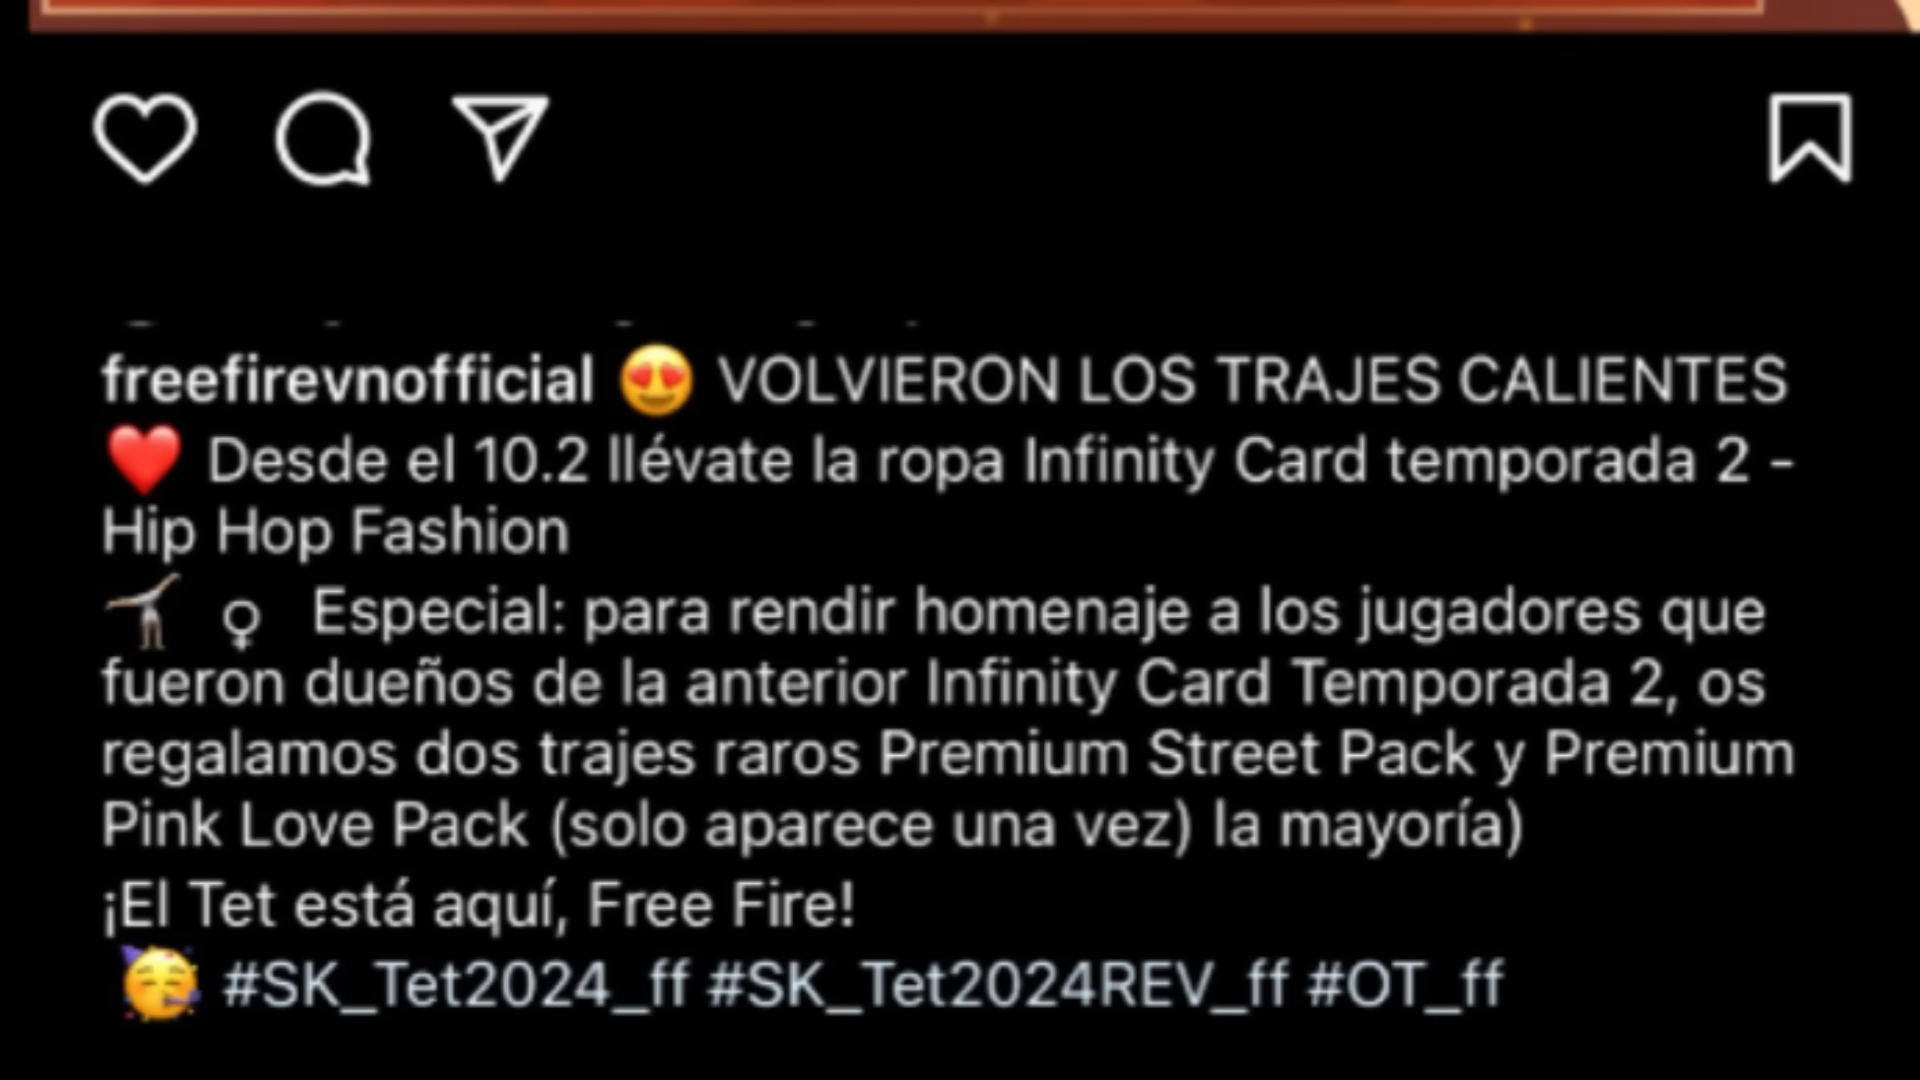 freefirevnofficial 😍 VOLVIERON LOS TRAJES CALIENTES
❤️ Desde el 10.2 llévate la ropa Infinity Card temporada 2 -
Hip Hop Fashion
🤸🏿 ♀ Especial: para rendir homenaje a los jugadores que
fueron dueños de la anterior Infinity Card Temporada 2, os
regalamos dos trajes raros Premium Street Pack y Premium
Pink Love Pack (solo aparece una vez) la mayoría)
¡El Tet está aquí, Free Fire!
🥳 #SK_Tet2024_ff #SK_Tet2024REV_ff #OT_ff